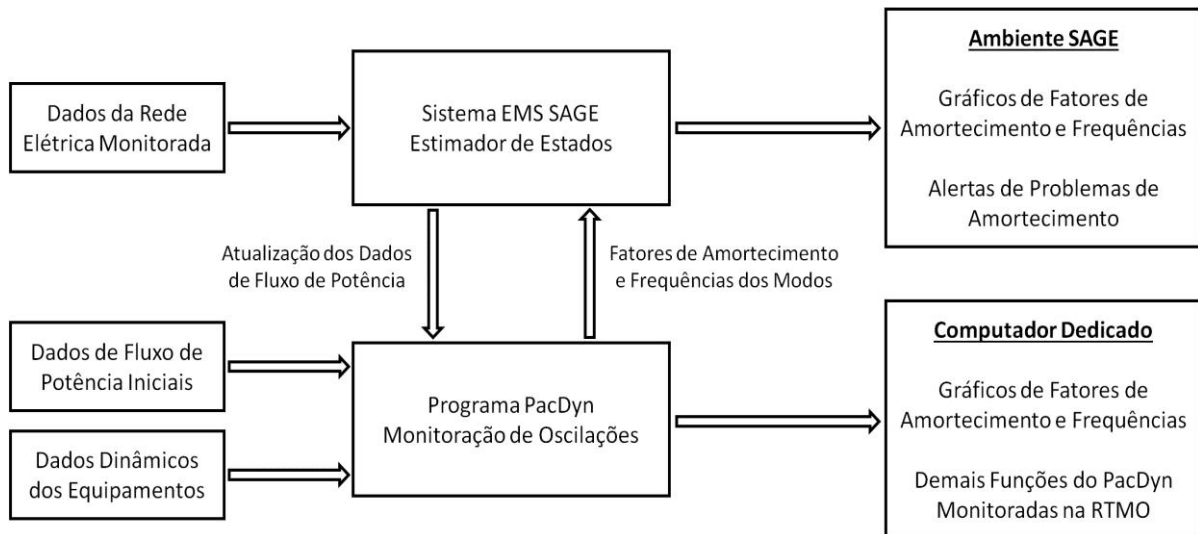 Dados da Rede
Elétrica Monitorada
Sistema EMS SAGE
Estimador de Estados
Ambiente SAGE
Gráficos de Fatores de
Amortecimento e Frequências
Alertas de Problemas de
Amortecimento
Atualização dos Dados
de Fluxo de Potência
Fatores de Amortecimento
e Frequências dos Modos
Dados de Fluxo de
Potência Iniciais
Dados Dinâmicos
dos Equipamentos
Programa PacDyn
Monitoração de Oscilações
Computador Dedicado
Gráficos de Fatores de
Amortecimento e Frequências
Demais Funções do PacDyn
Monitoradas na RTMO